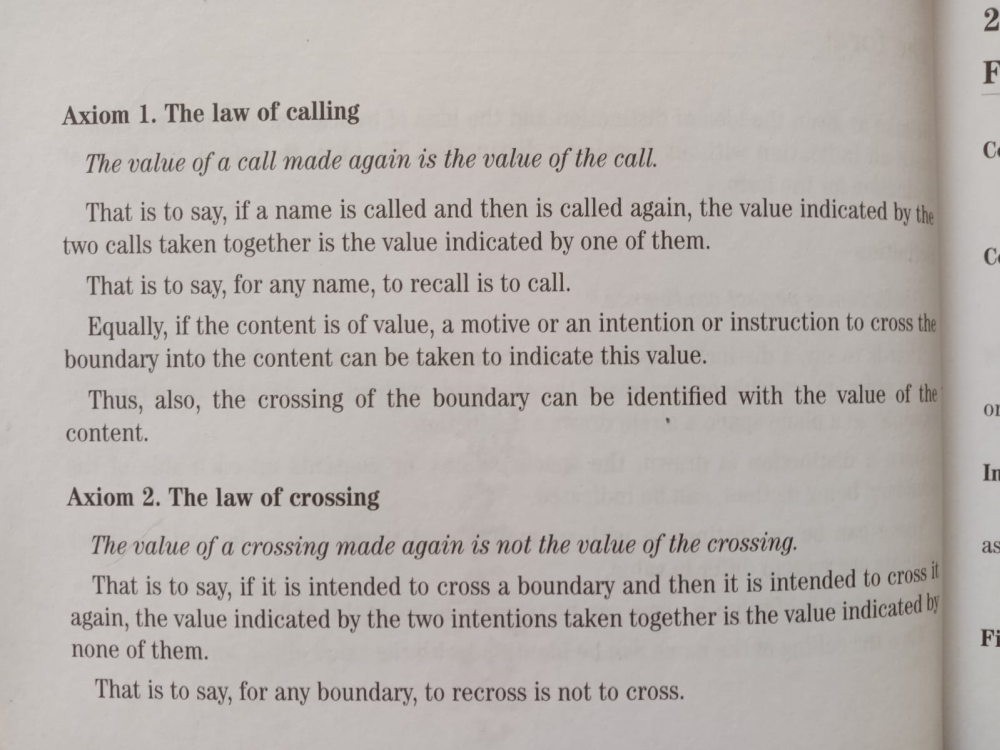 Axiom 1. The law of calling
The value of a call made again is the value of the call.
That is to say, if a name is called and then is called again, the value indicated by the
two calls taken together is the value indicated by one of them.
That is to say, for any name, to recall is to call.
Equally, if the content is of value, a motive or an intention or instruction to cross the
boundary into the content can be taken to indicate this value.
Thus, also, the crossing of the boundary can be identified with the value of the
content.
Axiom 2. The law of crossing
The value of a crossing made again is not the value of the crossing.
That is to say, if it is intended to cross a boundary and then it is intended to cross it
again, the value indicated by the two intentions taken together is the value indicated by
none of them.
That is to say, for any boundary, to recross is not to cross.
2